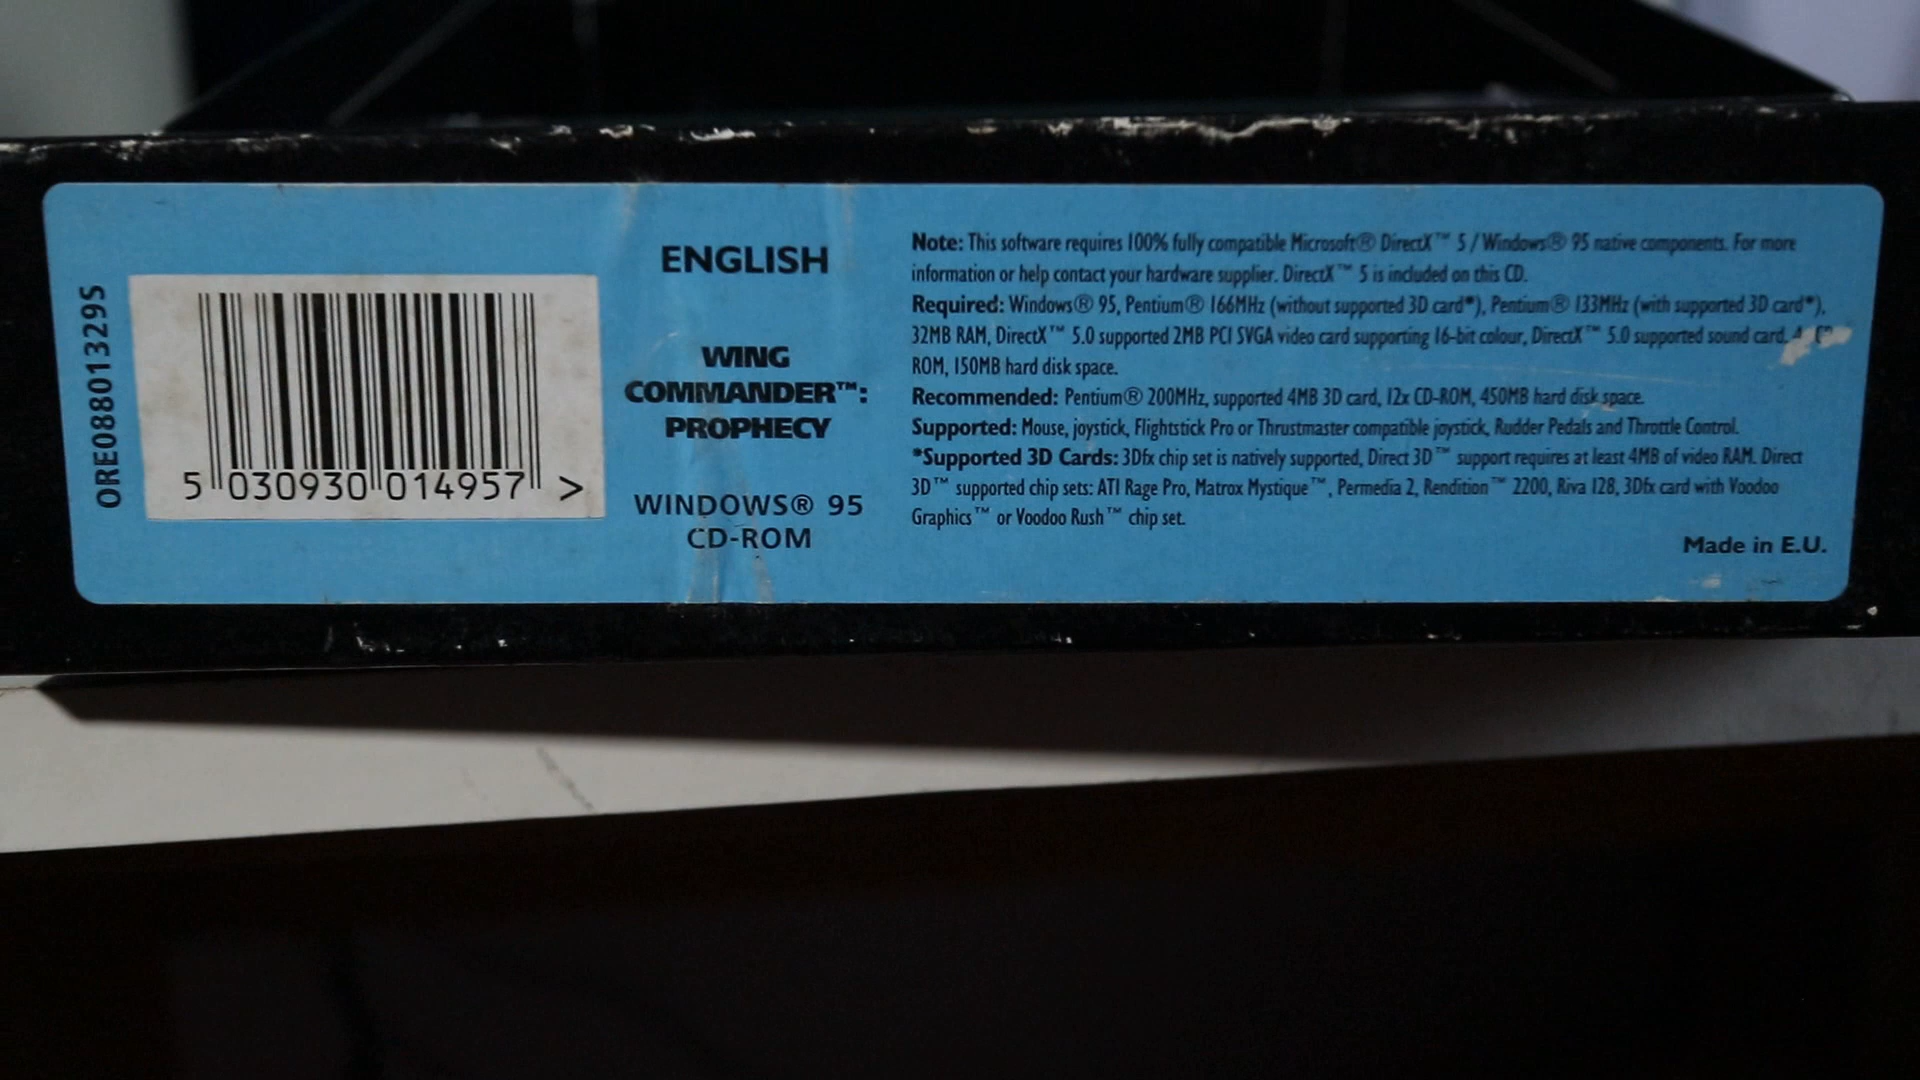 ORE08801329S
5 030930 014957 >
ENGLISH
WING
COMMANDER™:
PROPHECY
WINDOWS® 95
CD-ROM
Note: This software requires 100% fully compatible Microsoft® DirectX™ 5 / Windows® 95 native components. For more
information or help contact your hardware supplier. DirectX™ 5 is included on this CD.
Required: Windows® 95, Pentium® 166MHz (without supported 3D card*), Pentium® 133MHz (with supported 3D card*),
32MB RAM, DirectX™ 5.0 supported 2MB PCI SVGA video card supporting 16-bit colour, DirectX™ 5.0 supported sound card,
ROM, 150MB hard disk space.
Recommended: Pentium® 200MHz, supported 4MB 3D card, 12x CD-ROM, 450MB hard disk space.
Supported: Mouse, joystick, Flightstick Pro or Thrustmaster compatible joystick, Rudder Pedals and Throttle Control.
*Supported 3D Cards: 3Dfx chip set is natively supported, Direct 3D™ support requires at least 4MB of video RAM. Direct
3D™ supported chip sets: ATI Rage Pro, Matrox Mystique™, Permedia 2, Rendition™ 2200, Riva 128, 3Dfx card with Voodoo
Graphics™ or Voodoo Rush™ chip set.
Made in E.U.